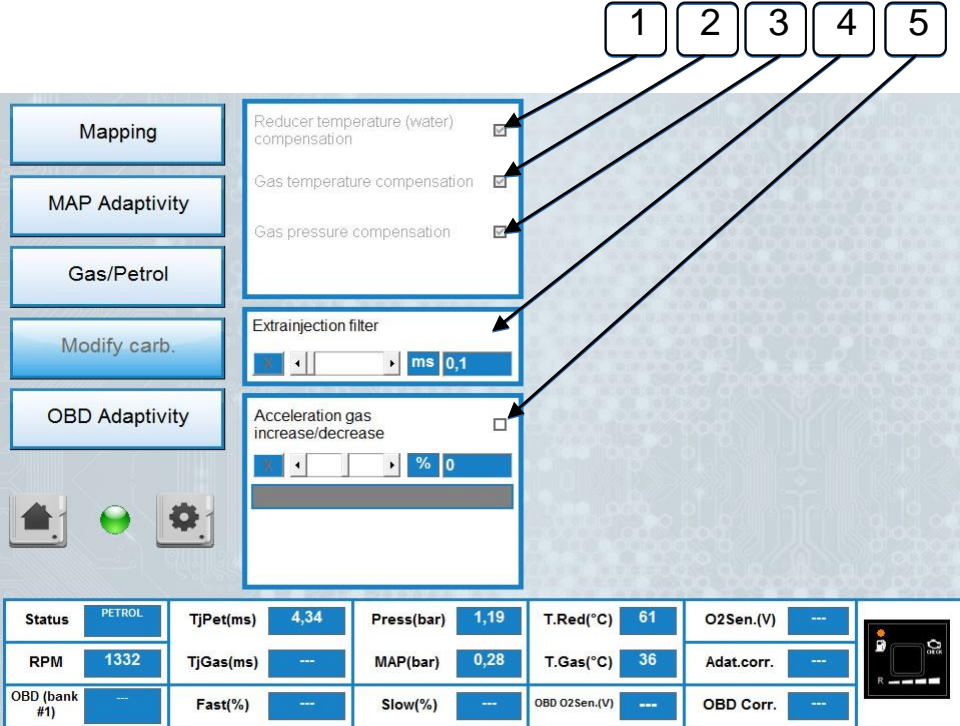 1 2 3 4 5
Mapping
MAP Adaptivity
Gas/Petrol
Modify carb.
OBD Adaptivity
Reducer temperature (water)
compensation
Gas temperature compensation
Gas pressure compensation
Extrainjection filter
X ms 0,1
Acceleration gas
increase/decrease
X % 0
Status PETROL TjPet(ms) 4,34 Press(bar) 1,19 T.Red(°C) 61 O2Sen.(V) ---
RPM 1332 TjGas(ms) --- MAP(bar) 0,28 T.Gas(°C) 36 Adat.corr. ---
OBD (bank
#1) --- Fast(%) --- Slow(%) --- OBD O2Sen.(V) --- OBD Corr. ---
CHECK
R